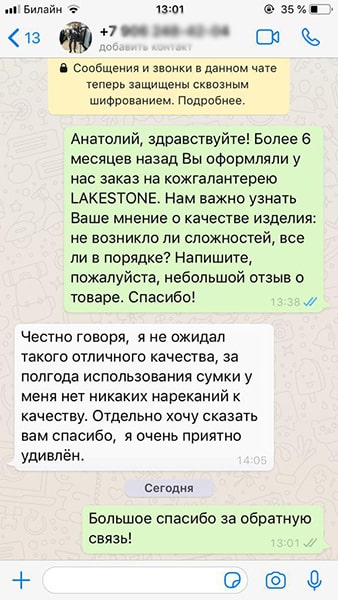 Билайн 13:01 35 %
13 +7
добавить контакт
Сообщения и звонки в данном чате
теперь защищены сквозным
шифрованием. Подробнее.
Анатолий, здравствуйте! Более 6
месяцев назад Вы оформляли у
нас заказ на кожгалантерею
LAKESTONE. Нам важно узнать
Ваше мнение о качестве изделия:
не возникло ли сложностей, все
ли в порядке? Напишите,
пожалуйста, небольшой отзыв о
товаре. Спасибо!
13:38
Честно говоря, я не ожидал
такого отличного качества, за
полгода использования сумки у
меня нет никаких нареканий к
качеству. Отдельно хочу сказать
вам спасибо, я очень приятно
удивлён.
14:05
Сегодня
Большое спасибо за обратную
связь!
13:01